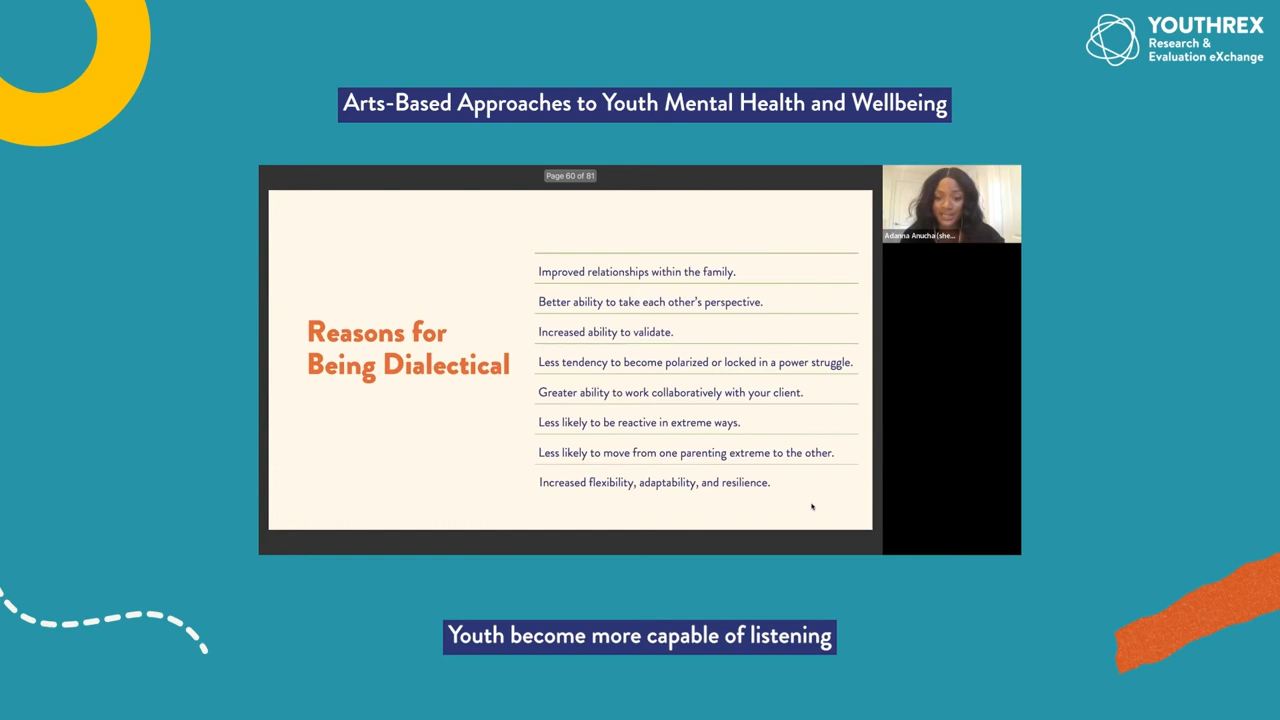 YOUTHREX
Research &
Evaluation eXchange
Arts-Based Approaches to Youth Mental Health and Wellbeing
Page 60 of 81
Reasons for
Being Dialectical
Improved relationships within the family.
Better ability to take each other's perspective.
Increased ability to validate.
Less tendency to become polarized or locked in a power struggle.
Greater ability to work collaboratively with your client.
Less likely to be reactive in extreme ways.
Less likely to move from one parenting extreme to the other.
Increased flexibility, adaptability, and resilience.
Adanna Anucha (she...
Youth become more capable of listening